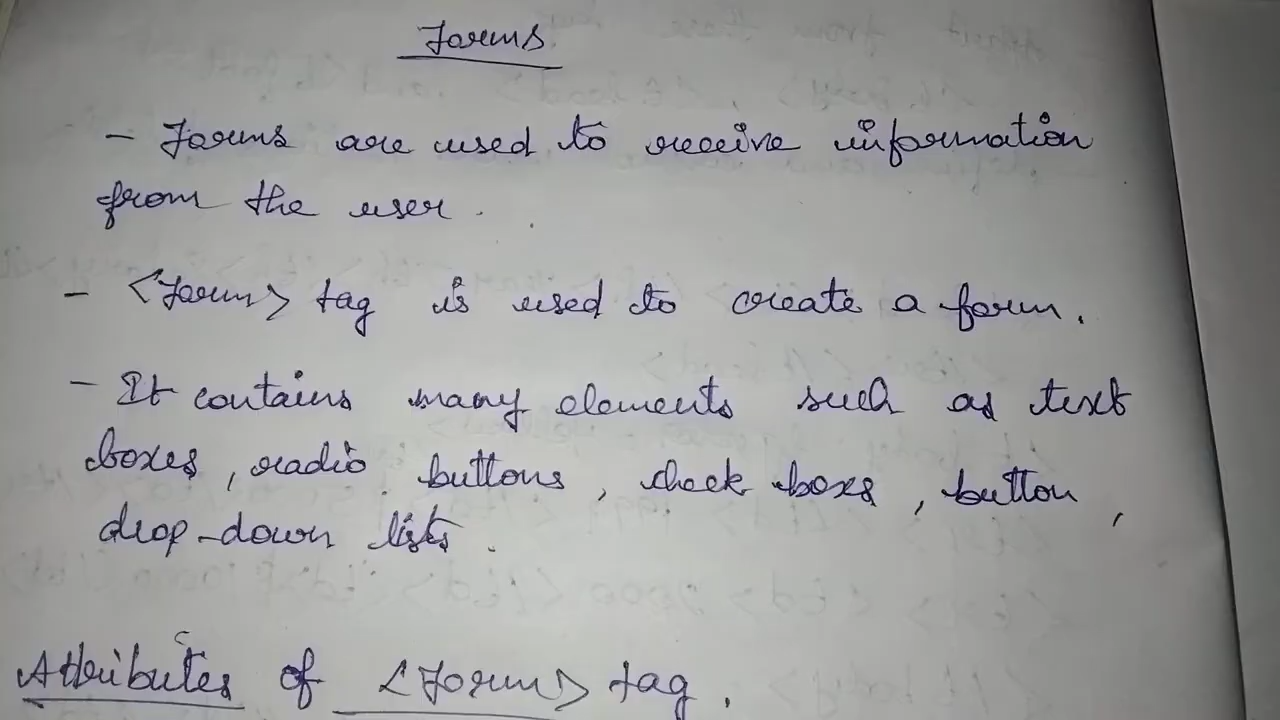 Forms
- Forms are used to receive information
from the user.
- <Form> tag is used to create a form.
- It contains many elements such as text
boxes, radio buttons, check boxes, button,
drop-down lists.
Attributes of <Form> tag.